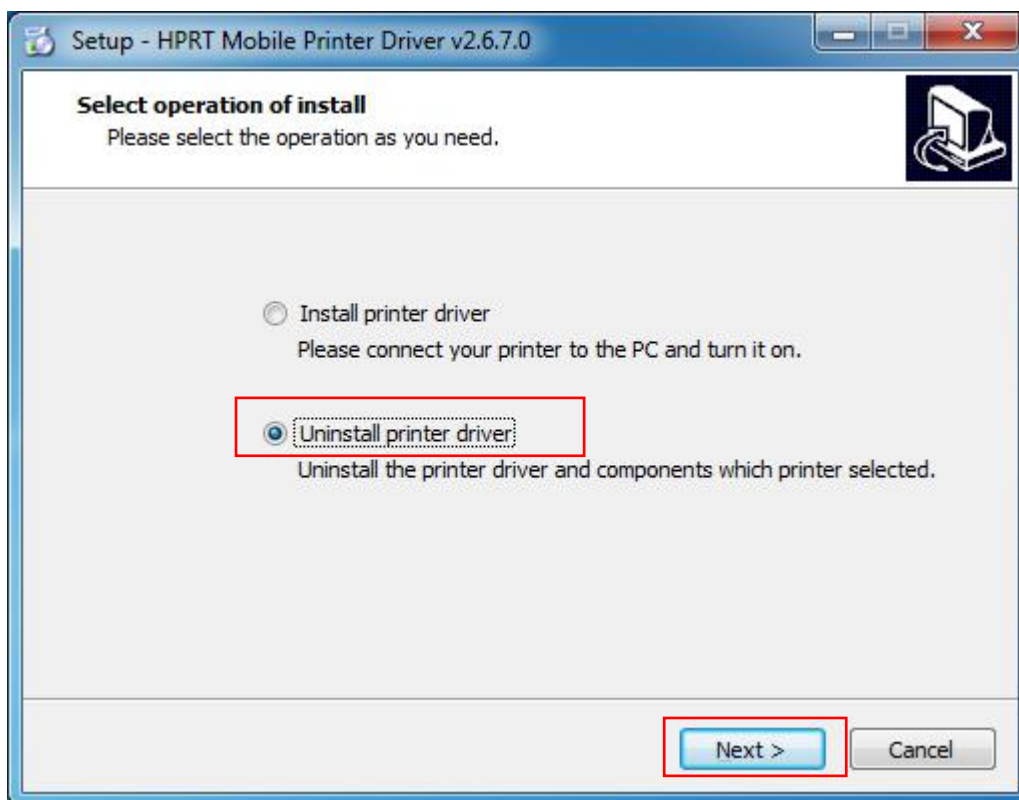 Setup - HPRT Mobile Printer Driver v2.6.7.0
Select operation of install
Please select the operation as you need.
Install printer driver
Please connect your printer to the PC and turn it on.
Uninstall printer driver
Uninstall the printer driver and components which printer selected.
Next >
Cancel